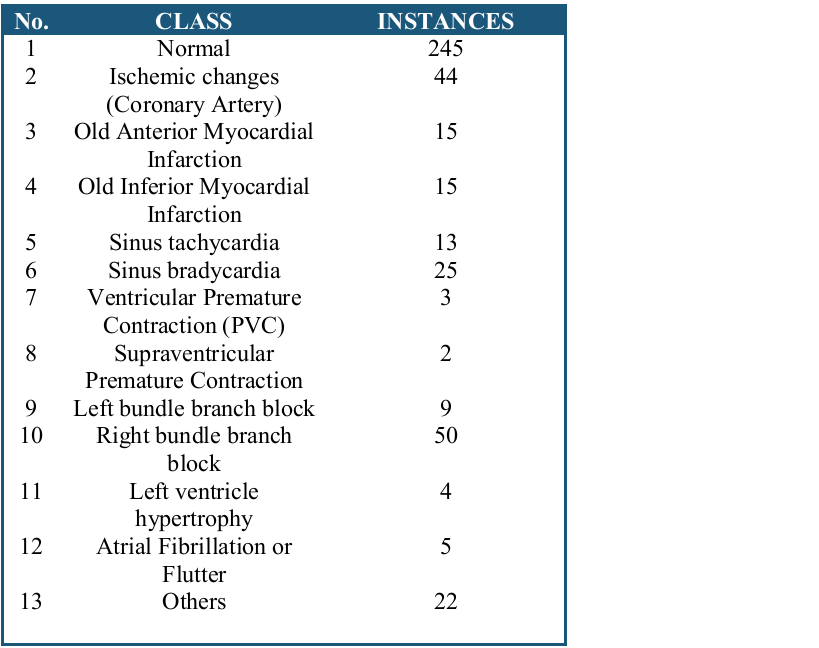 No. CLASS INSTANCES
1 Normal 245
2 Ischemic changes 44
(Coronary Artery)
3 Old Anterior Myocardial 15
Infarction
4 Old Inferior Myocardial 15
Infarction
5 Sinus tachycardia 13
6 Sinus bradycardia 25
7 Ventricular Premature 3
Contraction (PVC)
8 Supraventricular 2
Premature Contraction
9 Left bundle branch block 9
10 Right bundle branch 50
block
11 Left ventricle 4
hypertrophy
12 Atrial Fibrillation or 5
Flutter
13 Others 22